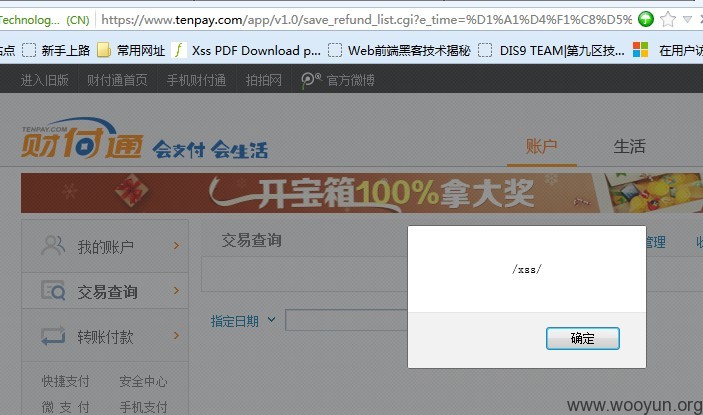 Technolog... (CN) https://www.tenpay.com/app/v1.0/save_refund_list.cgi?e_time=%D1%A1%D4%F1%C8%D5%
站点 新手上路 常用网址 Xss PDF Download p... Web前端黑客技术揭秘 DIS9 TEAM|第九区技... 在用户访
进入旧版 财付通首页 手机财付通 拍拍网 官方微博
TENPAY.COM
财付通 会支付 会生活
账户 生活
开宝箱100%拿大奖
我的账户
交易查询
转账付款
快捷支付 安全中心
微 支 付 手机支付
交易查询 管理
指定日期
/xss/
确定
www.wooyun.org